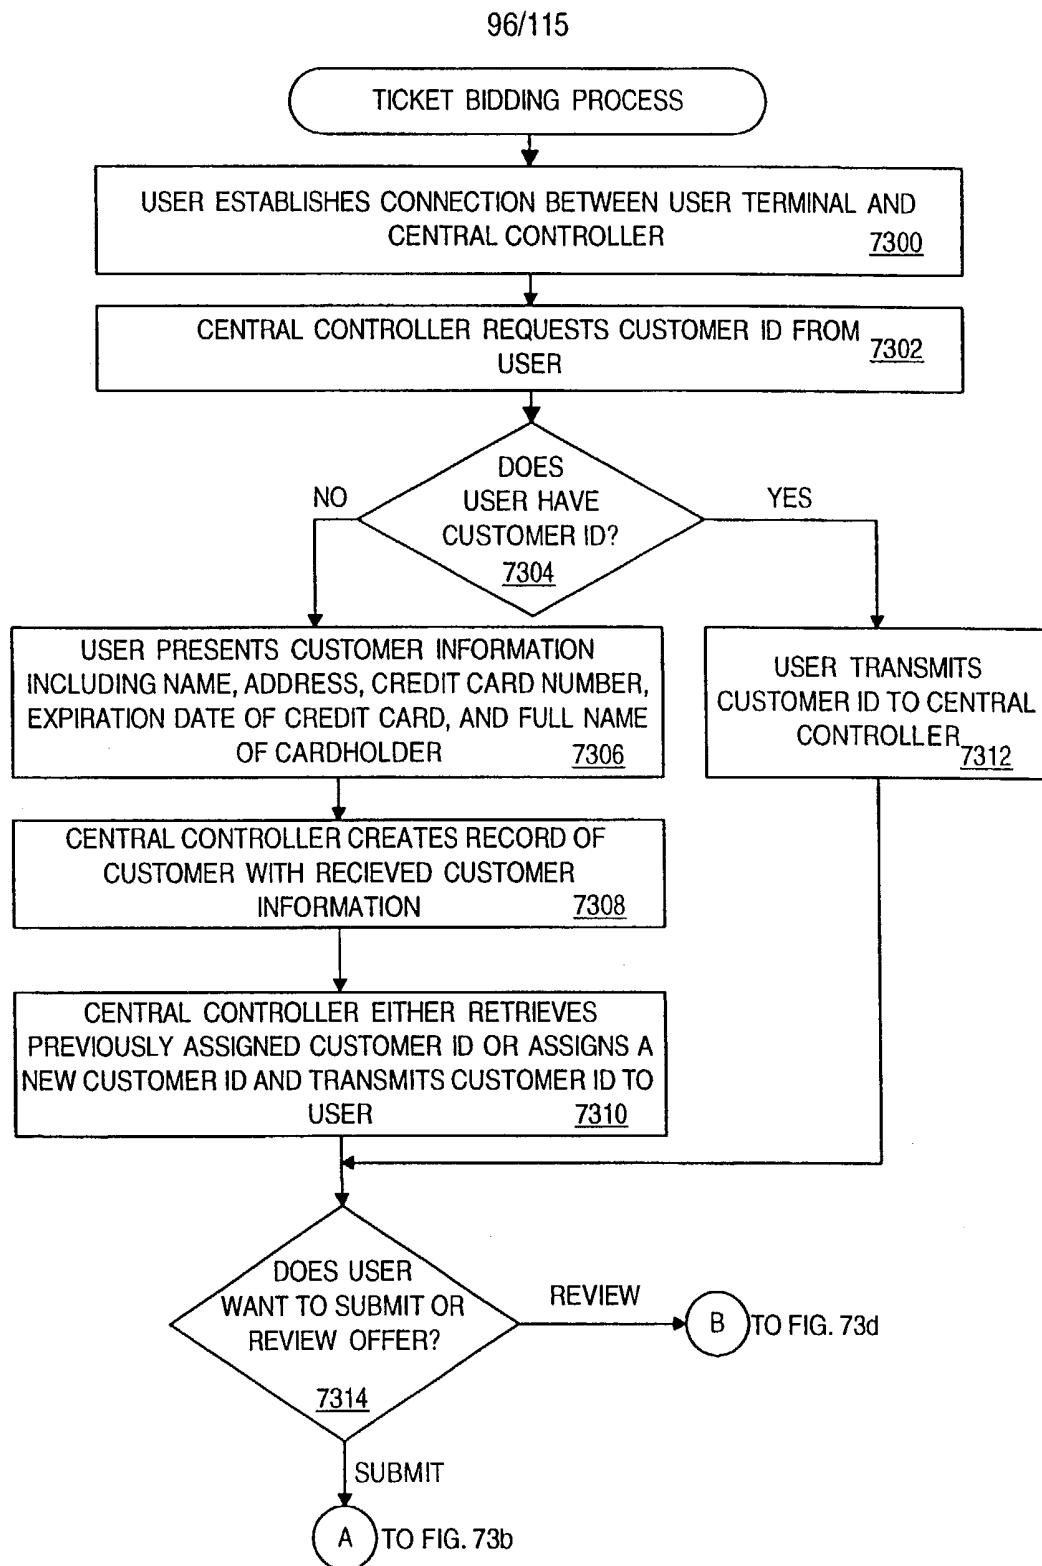 96/115
TICKET BIDDING PROCESS
USER ESTABLISHES CONNECTION BETWEEN USER TERMINAL AND
CENTRAL CONTROLLER
7300
CENTRAL CONTROLLER REQUESTS CUSTOMER ID FROM
USER
7302
DOES
USER HAVE
CUSTOMER ID?
7304
NO
YES
USER PRESENTS CUSTOMER INFORMATION
INCLUDING NAME, ADDRESS, CREDIT CARD NUMBER,
EXPIRATION DATE OF CREDIT CARD, AND FULL NAME
OF CARDHOLDER
7306
USER TRANSMITS
CUSTOMER ID TO CENTRAL
CONTROLLER
7312
CENTRAL CONTROLLER CREATES RECORD OF
CUSTOMER WITH RECIEVED CUSTOMER
INFORMATION
7308
CENTRAL CONTROLLER EITHER RETRIEVES
PREVIOUSLY ASSIGNED CUSTOMER ID OR ASSIGNS A
NEW CUSTOMER ID AND TRANSMITS CUSTOMER ID TO
USER
7310
DOES USER
WANT TO SUBMIT OR
REVIEW OFFER?
7314
REVIEW
B TO FIG. 73d
SUBMIT
A TO FIG. 73b